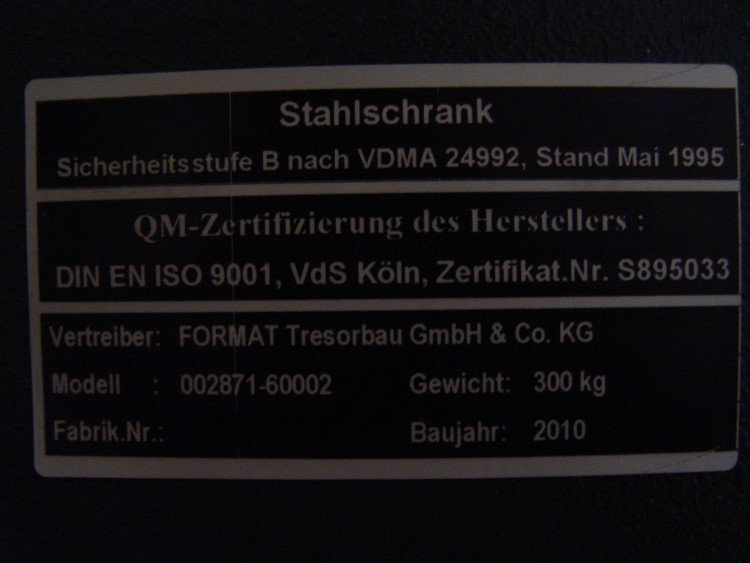 Stahlschrank
Sicherheitsstufe B nach VDMA 24992, Stand Mai 1995
QM-Zertifizierung des Herstellers :
DIN EN ISO 9001, VdS Köln, Zertifikat.Nr. S895033
Vertreiber: FORMAT Tresorbau GmbH & Co. KG
Modell : 002871-60002 Gewicht: 300 kg
Fabrik.Nr.: Baujahr: 2010